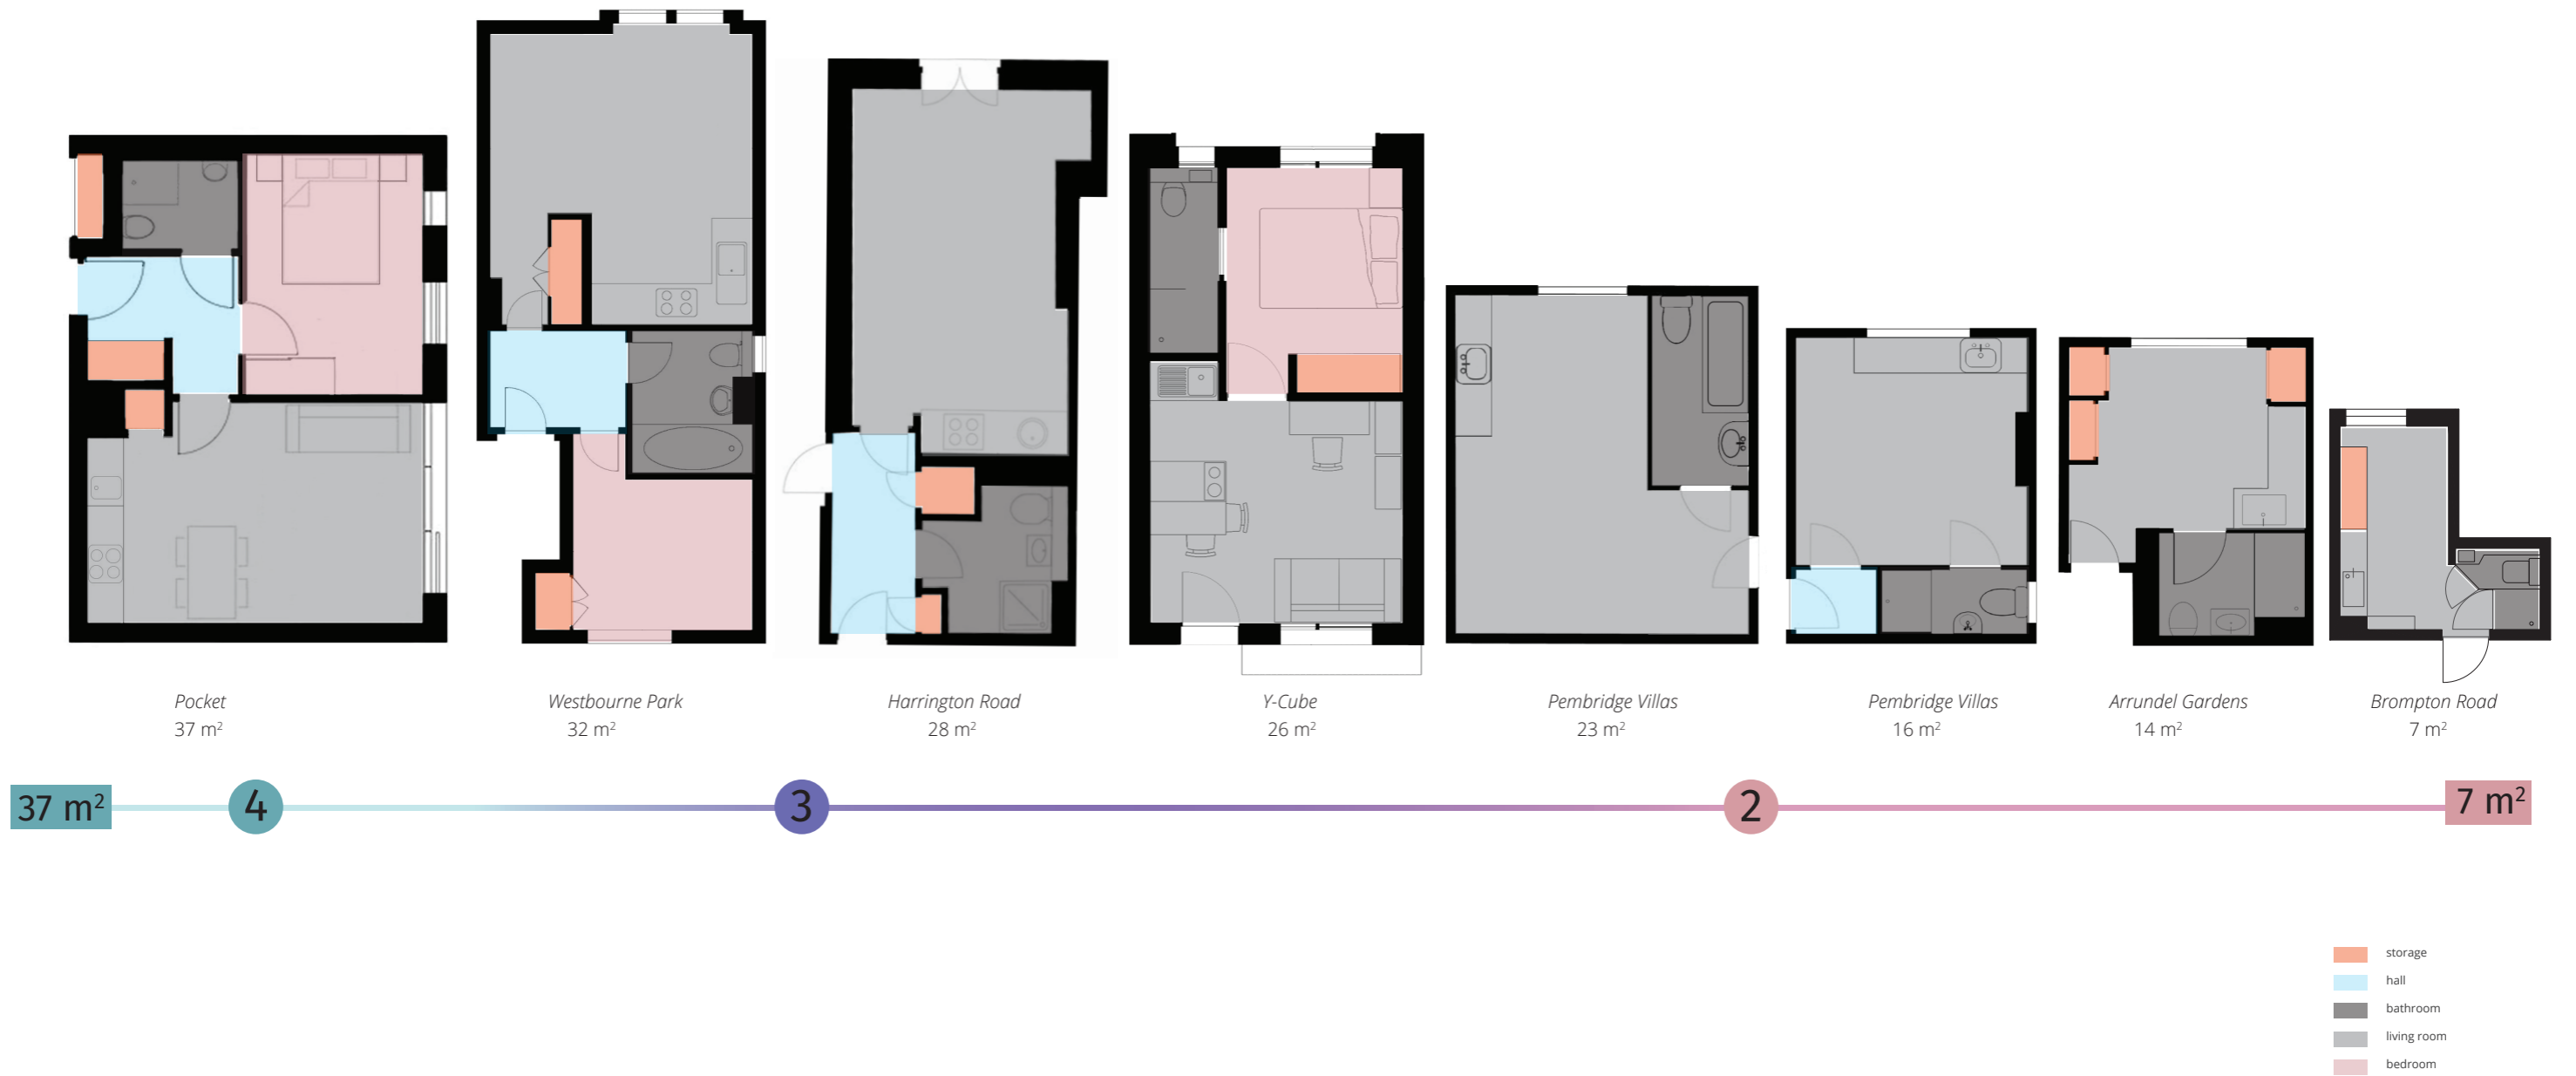 Pocket
37 m²
Westbourne Park
32 m²
Harrington Road
28 m²
Y-Cube
26 m²
Pembridge Villas
23 m²
Pembridge Villas
16 m²
Arrundel Gardens
14 m²
Brompton Road
7 m²
37 m²
4
3
2
7 m²
storage
hall
bathroom
living room
bedroom